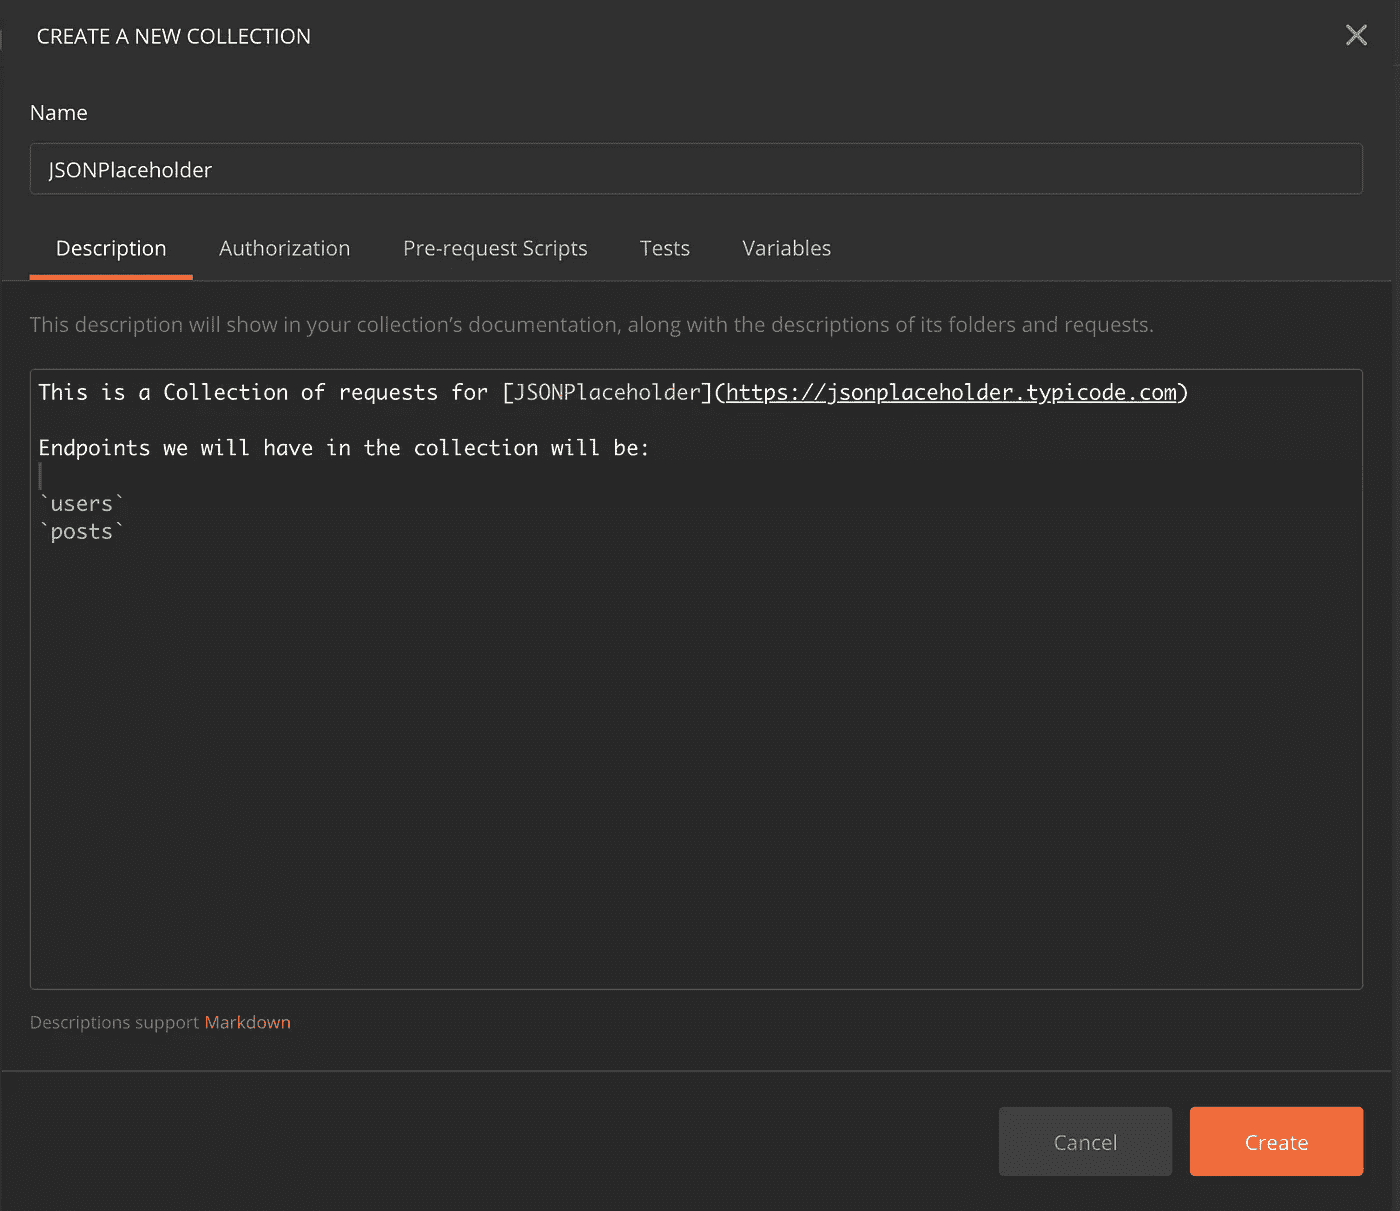 CREATE A NEW COLLECTION
Name
JSONPlaceholder
Description Authorization Pre-request Scripts Tests Variables
This description will show in your collection’s documentation, along with the descriptions of its folders and requests.
This is a Collection of requests for [JSONPlaceholder](https://jsonplaceholder.typicode.com)
Endpoints we will have in the collection will be:
`users`
`posts`
Descriptions support Markdown
Cancel Create